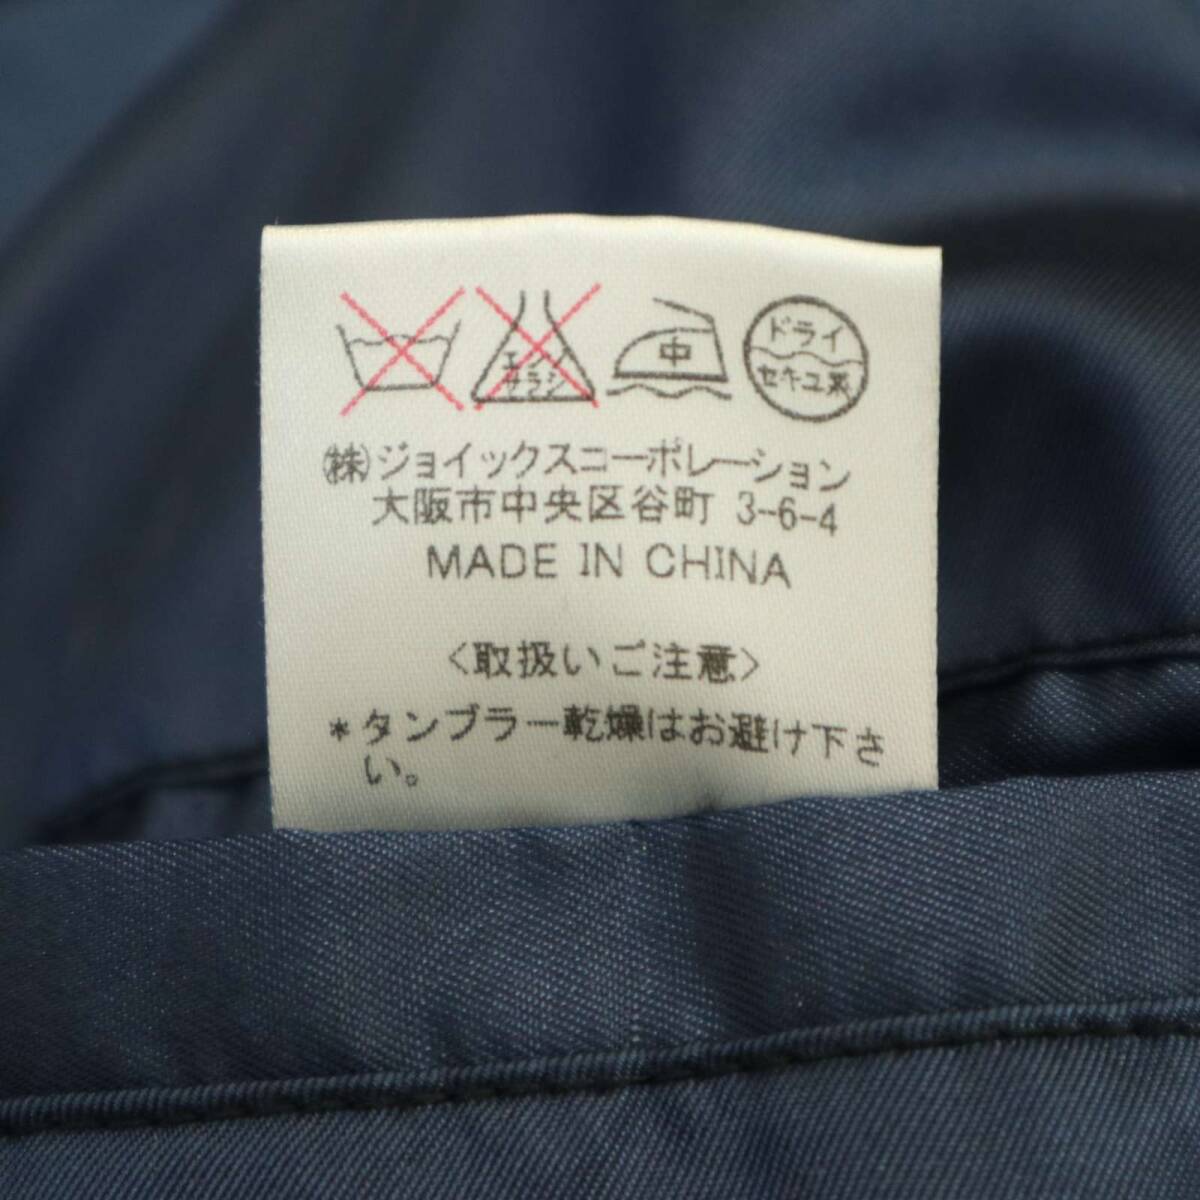 エンソ
サラシ
中
ドライ
セキユ系
㈱ジョイックスコーポレーション
大阪市中央区谷町 3-6-4
MADE IN CHINA
<取扱いご注意>
*タンブラー乾燥はお避け下さ
い。